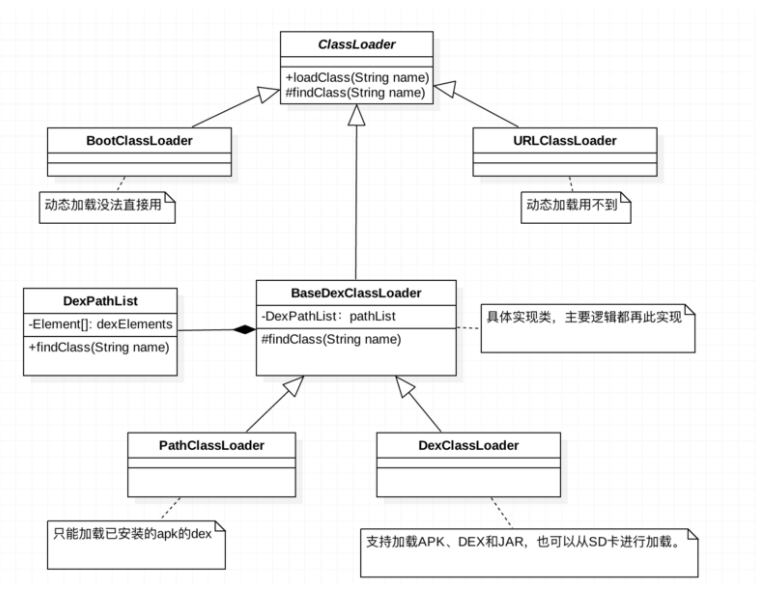 ClassLoader
+loadClass(String name)
#findClass(String name)
BootClassLoader
URLClassLoader
动态加载没法直接用
动态加载用不到
DexPathList
-Element[]: dexElements
+findClass(String name)
BaseDexClassLoader
-DexPathList：pathList
#findClass(String name)
具体实现类，主要逻辑都再此实现
PathClassLoader
DexClassLoader
只能加载已安装的apk的dex
支持加载APK、DEX和JAR，也可以从SD卡进行加载。